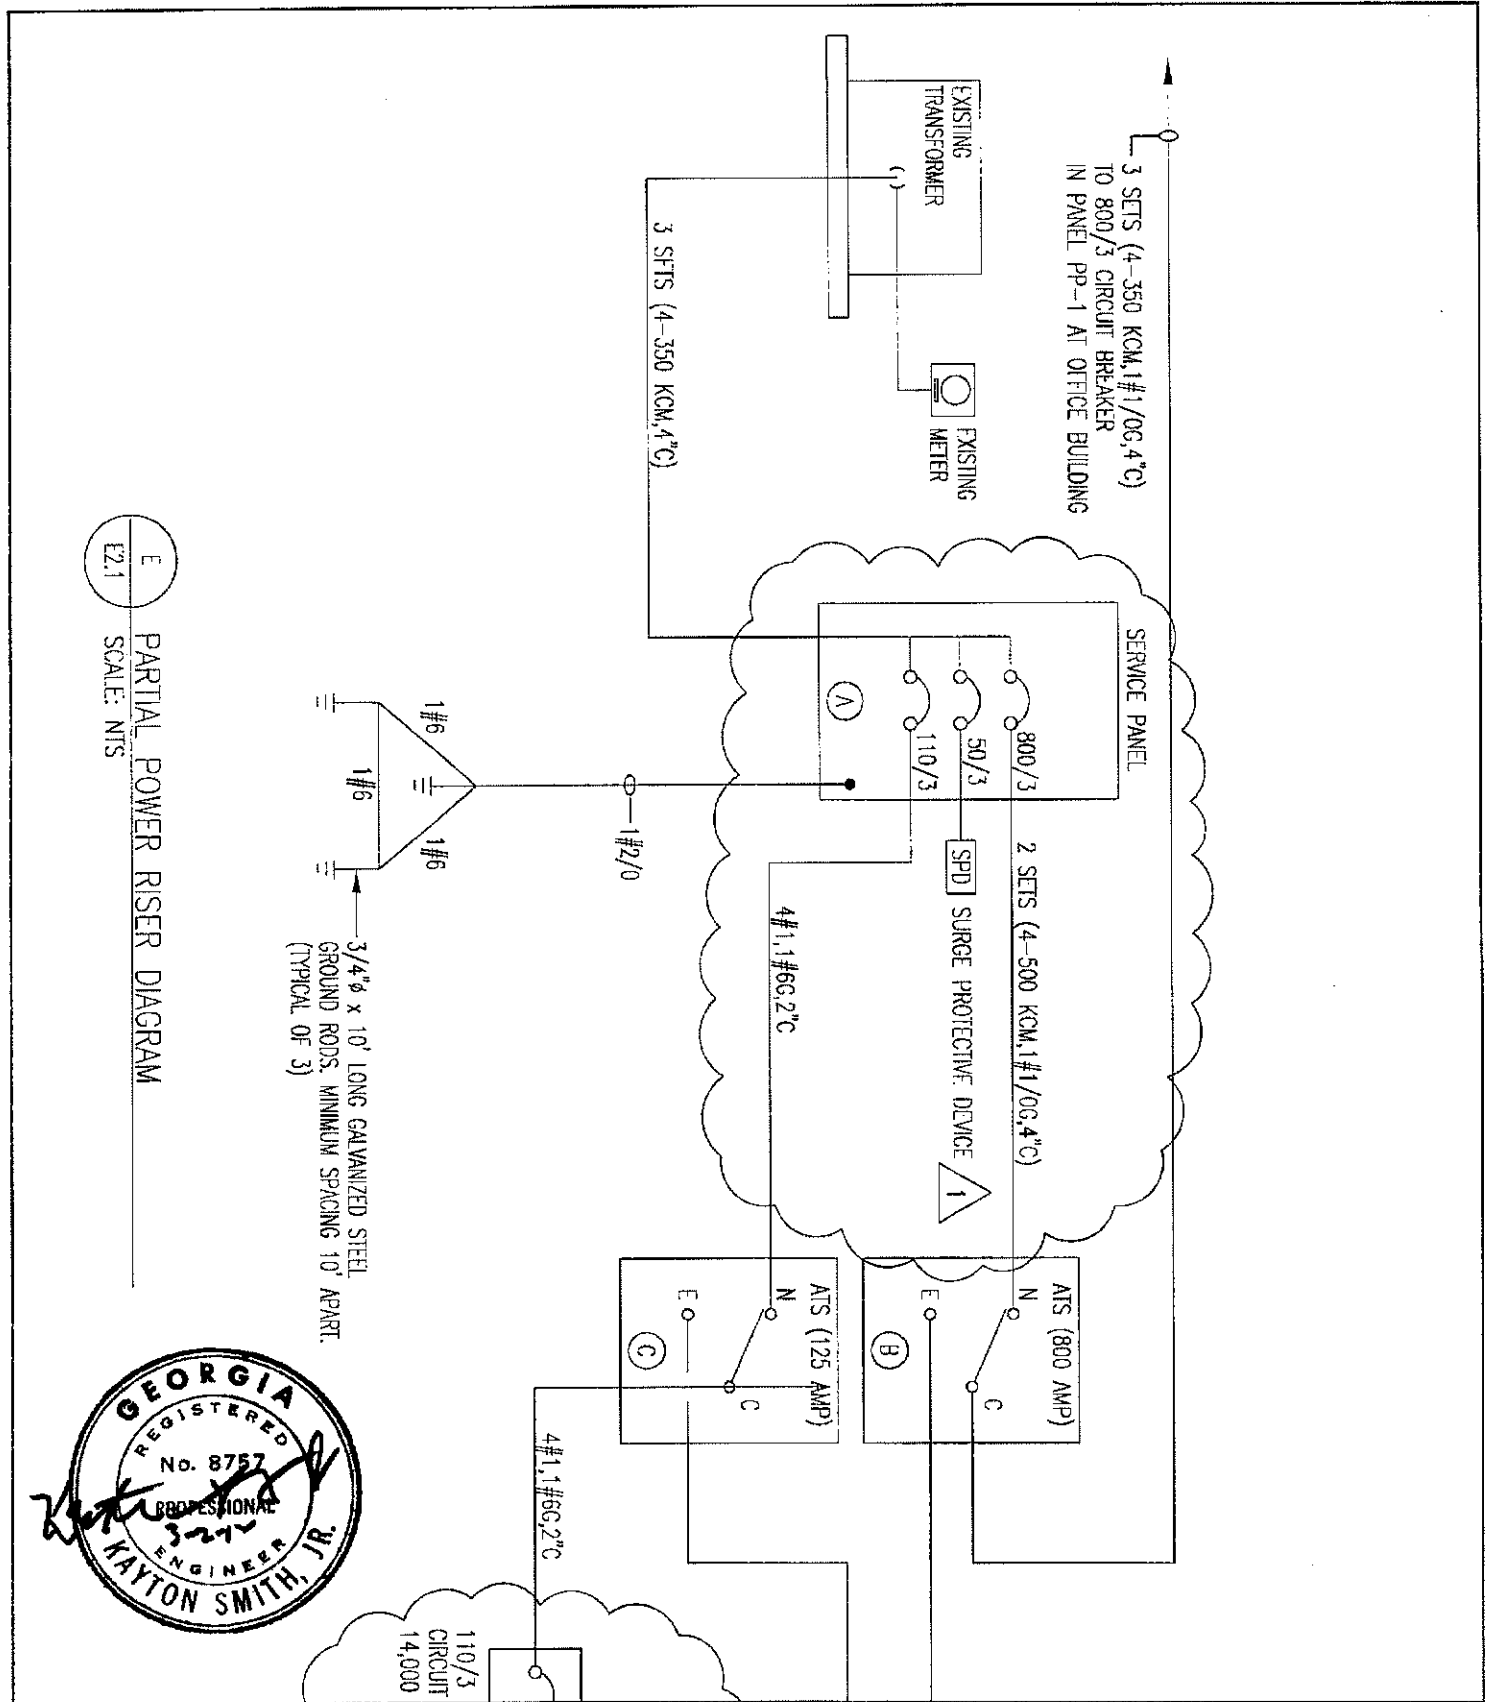 3 SETS (4-350 KCM,1#1/0G,4"C)
TO 800/3 CIRCUIT BREAKER
IN PANEL PP-1 AT OFFICE BUILDING
EXISTING
TRANSFORMER
EXISTING
METER
3 SETS (4-350 KCM,4"C)
SERVICE PANEL
800/3
50/3
110/3
A
2 SETS (4-500 KCM,1#1/0G,4"C)
SPD
SURGE PROTECTIVE DEVICE
1
4#1,1#6G,2"C
1#2/0
1#6
1#6
1#6
3/4"ø x 10' LONG GALVANIZED STEEL
GROUND RODS. MINIMUM SPACING 10' APART.
(TYPICAL OF 3)
ATS (800 AMP)
N
C
E
B
ATS (125 AMP)
N
C
E
C
4#1,1#6G,2"C
110/3
CIRCUIT
14,000
E
E2.1
PARTIAL POWER RISER DIAGRAM
SCALE: NTS
GEORGIA
REGISTERED
No. 8757
PROFESSIONAL
ENGINEER
KAYTON SMITH, JR.